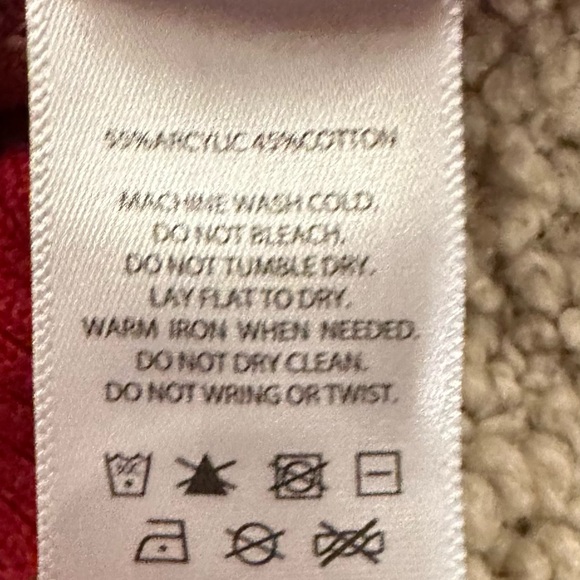 55%ARCYLIC 45%COTTON
MACHINE WASH COLD.
DO NOT BLEACH.
DO NOT TUMBLE DRY.
LAY FLAT TO DRY.
WARM IRON WHEN NEEDED.
DO NOT DRY CLEAN.
DO NOT WRING OR TWIST.